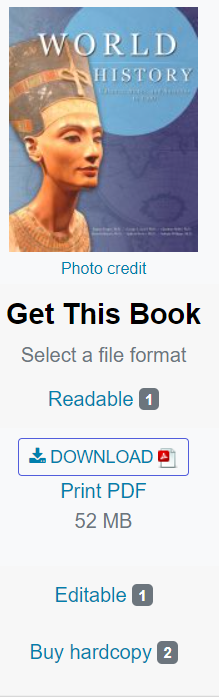 WORLD
HISTORY
Photo credit
Get This Book
Select a file format
Readable 1
DOWNLOAD
Print PDF
52 MB
Editable 1
Buy hardcopy 2